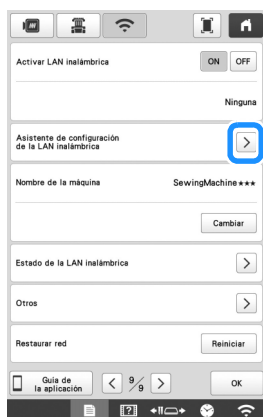 Activar LAN inalámbrica
ON OFF
Ninguna
Asistente de configuración
de la LAN inalámbrica
Nombre de la máquina SewingMachine★★★
Cambiar
Estado de la LAN inalámbrica
Otros
Restaurar red Reiniciar
Guía de
la aplicación
9/9
OK